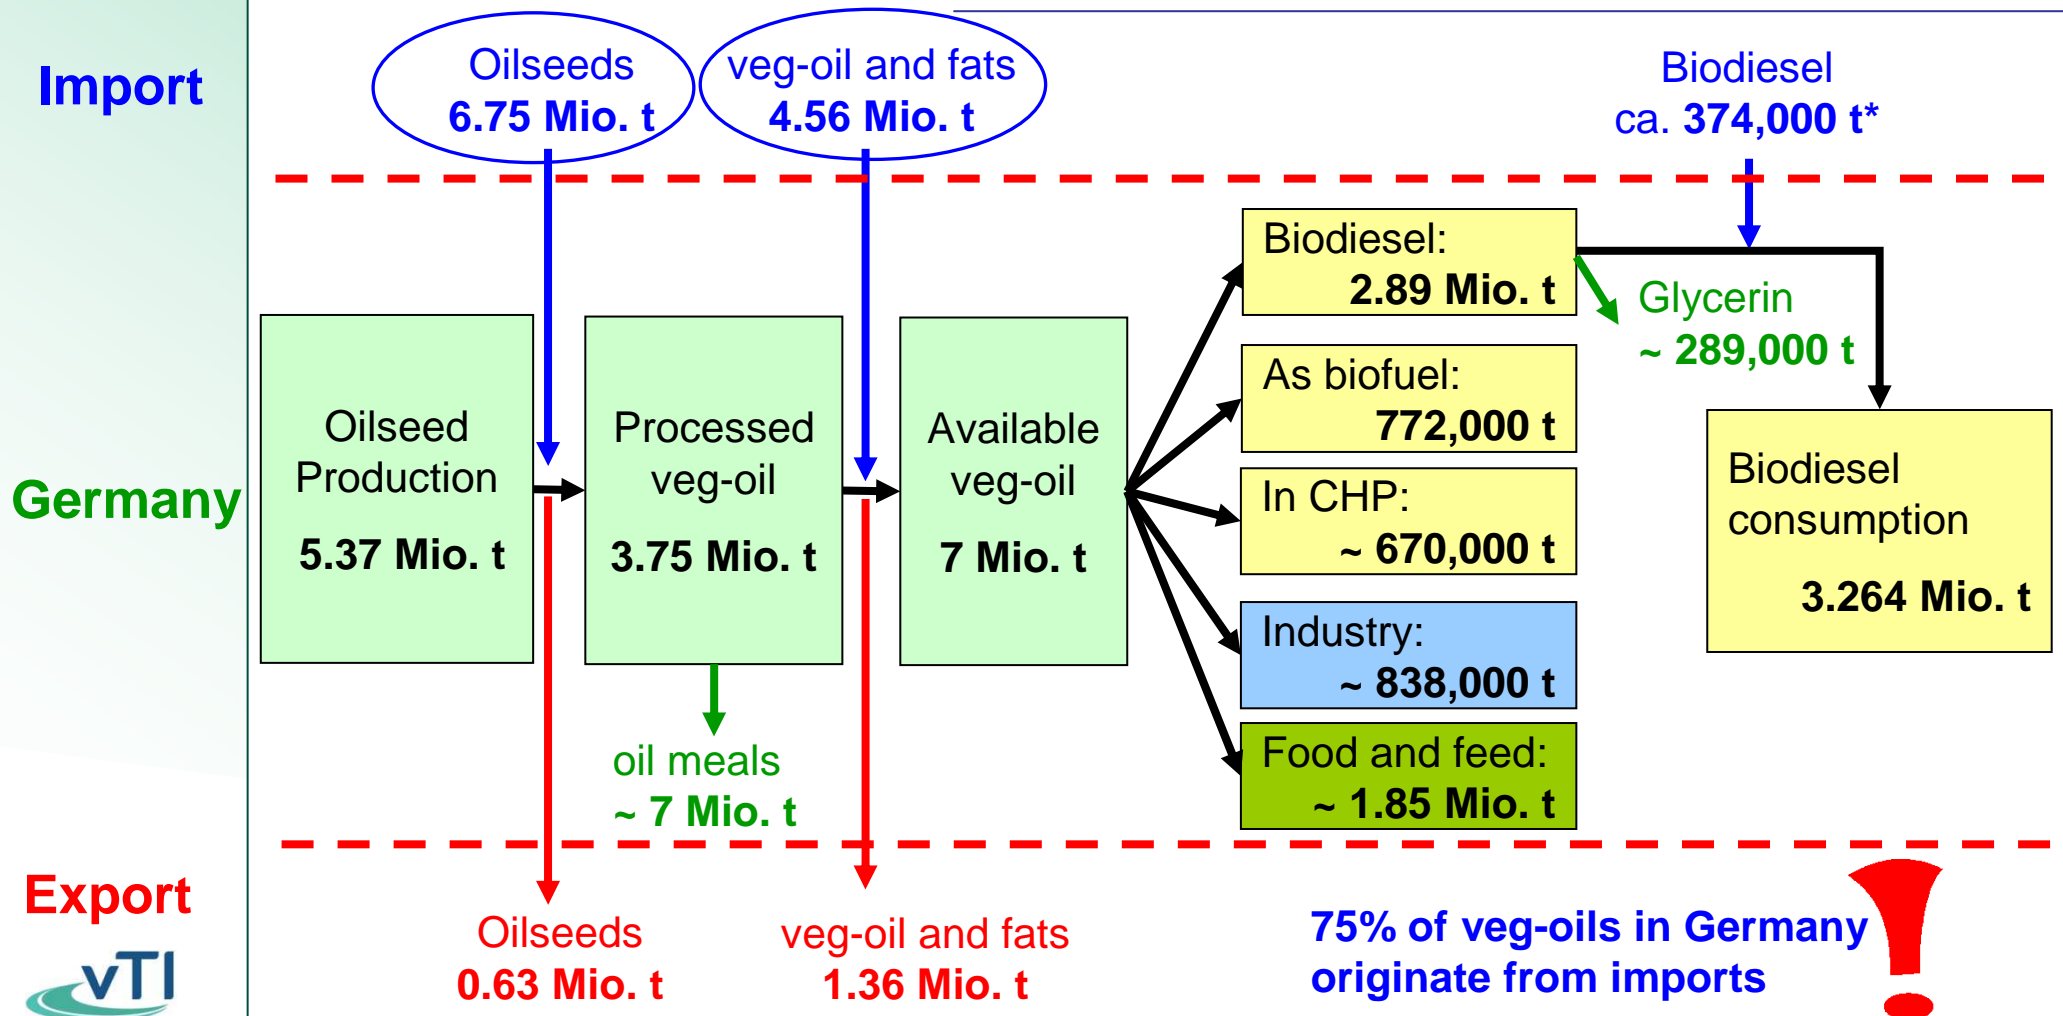 Import
Oilseeds
6.75 Mio. t
veg-oil and fats
4.56 Mio. t
Biodiesel
ca. 374,000 t*
Germany
Oilseed
Production
5.37 Mio. t
Processed
veg-oil
3.75 Mio. t
oil meals
~ 7 Mio. t
Available
veg-oil
7 Mio. t
Biodiesel:
2.89 Mio. t
Glycerin
~ 289,000 t
As biofuel:
772,000 t
In CHP:
~ 670,000 t
Industry:
~ 838,000 t
Food and feed:
~ 1.85 Mio. t
Biodiesel
consumption
3.264 Mio. t
Export
Oilseeds
0.63 Mio. t
veg-oil and fats
1.36 Mio. t
75% of veg-oils in Germany
originate from imports
!
vTI